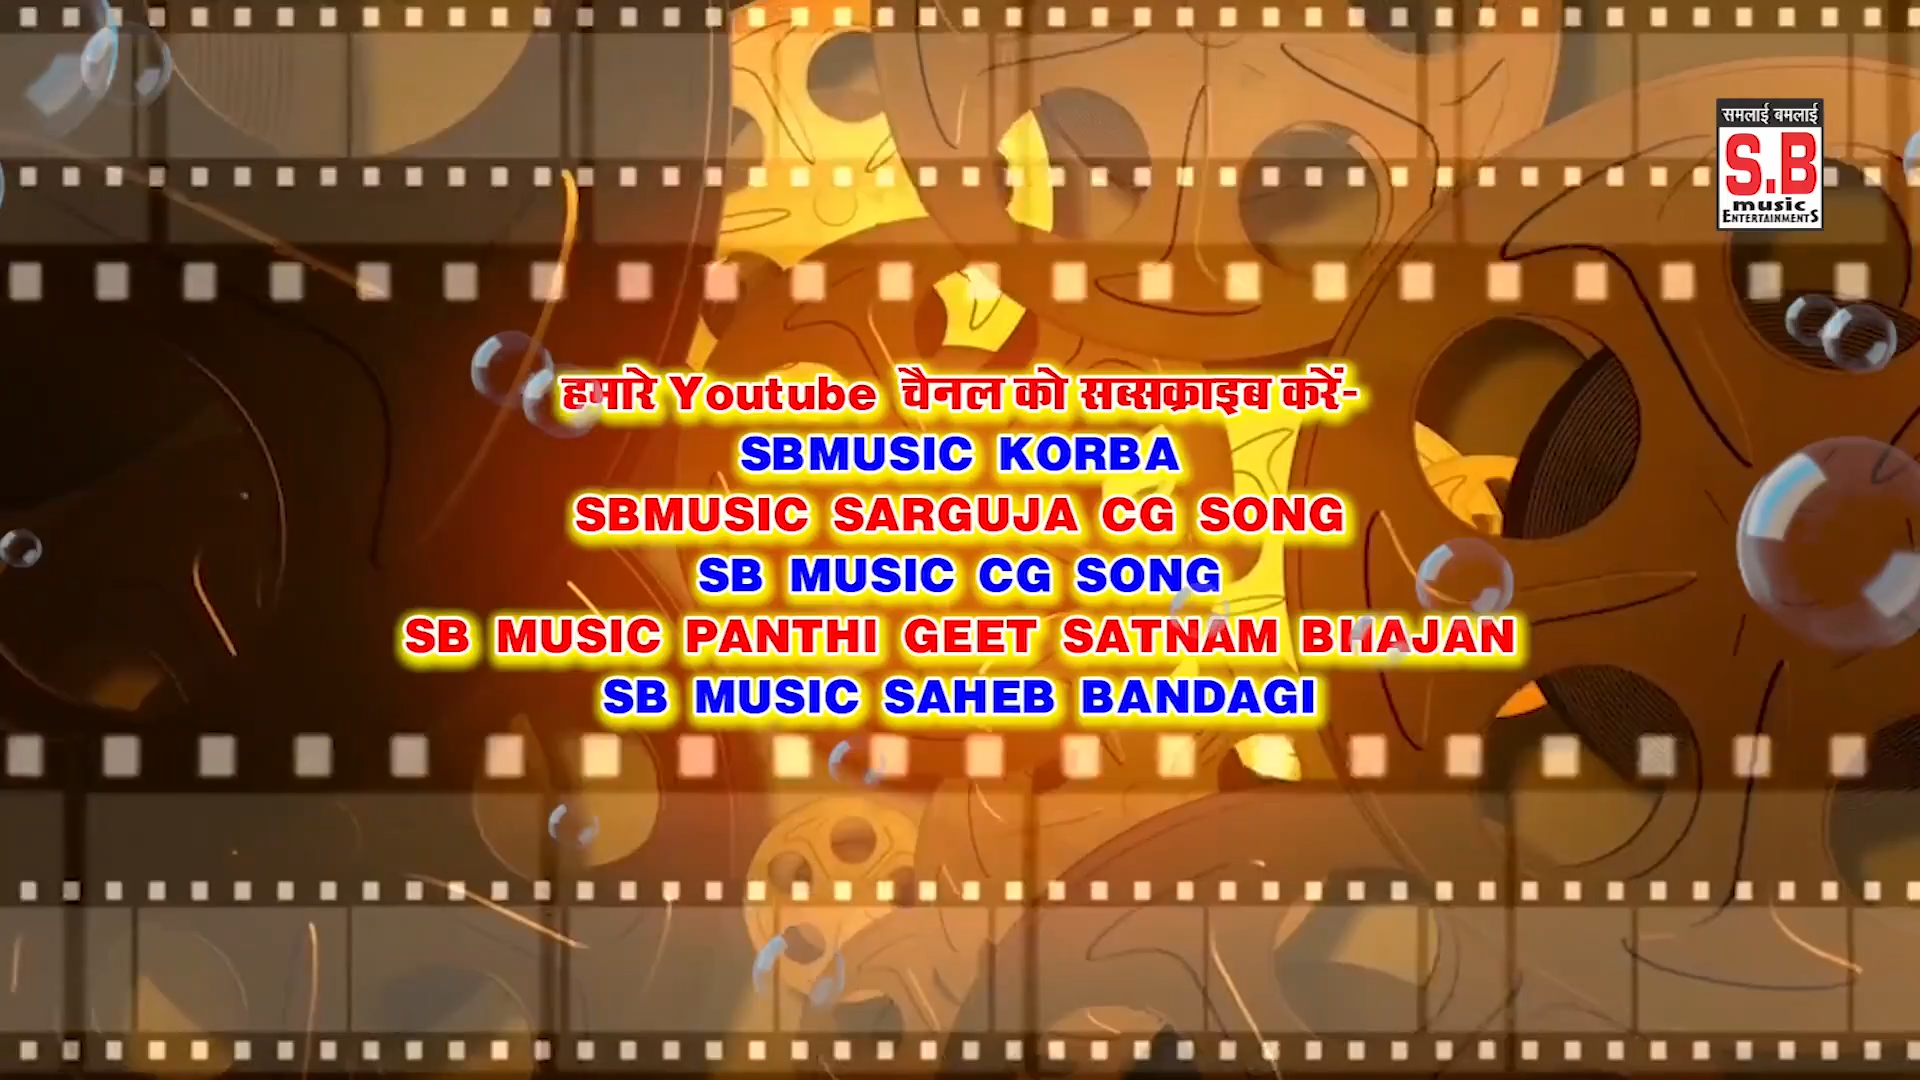 समलाई बमलाई
S.B
music
ENTERTAINMENTS
हमारे Youtube चैनल को सब्सक्राइब करें-
SBMUSIC KORBA
SBMUSIC SARGUJA CG SONG
SB MUSIC CG SONG
SB MUSIC PANTHI GEET SATNAM BHAJAN
SB MUSIC SAHEB BANDAGI